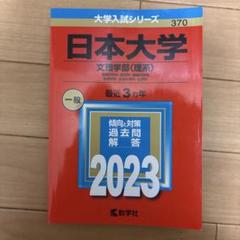 大学入試シリーズ
370
日本大学
文理学部〈理系〉
最近3カ年
一般
傾向と対策
過去問
解答
2023
教学社